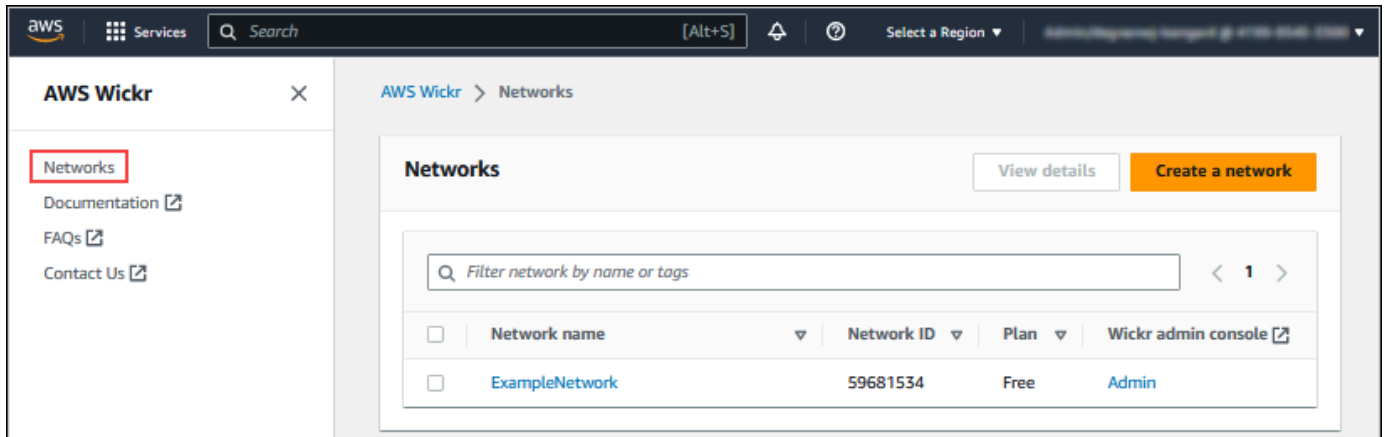 aws Services Search [Alt+S] Select a Region
AWS Wickr
AWS Wickr Networks
Networks
Documentation
FAQs
Contact Us
Networks View details Create a network
Filter network by name or tags 1
Network name Network ID Plan Wickr admin console
ExampleNetwork 59681534 Free Admin